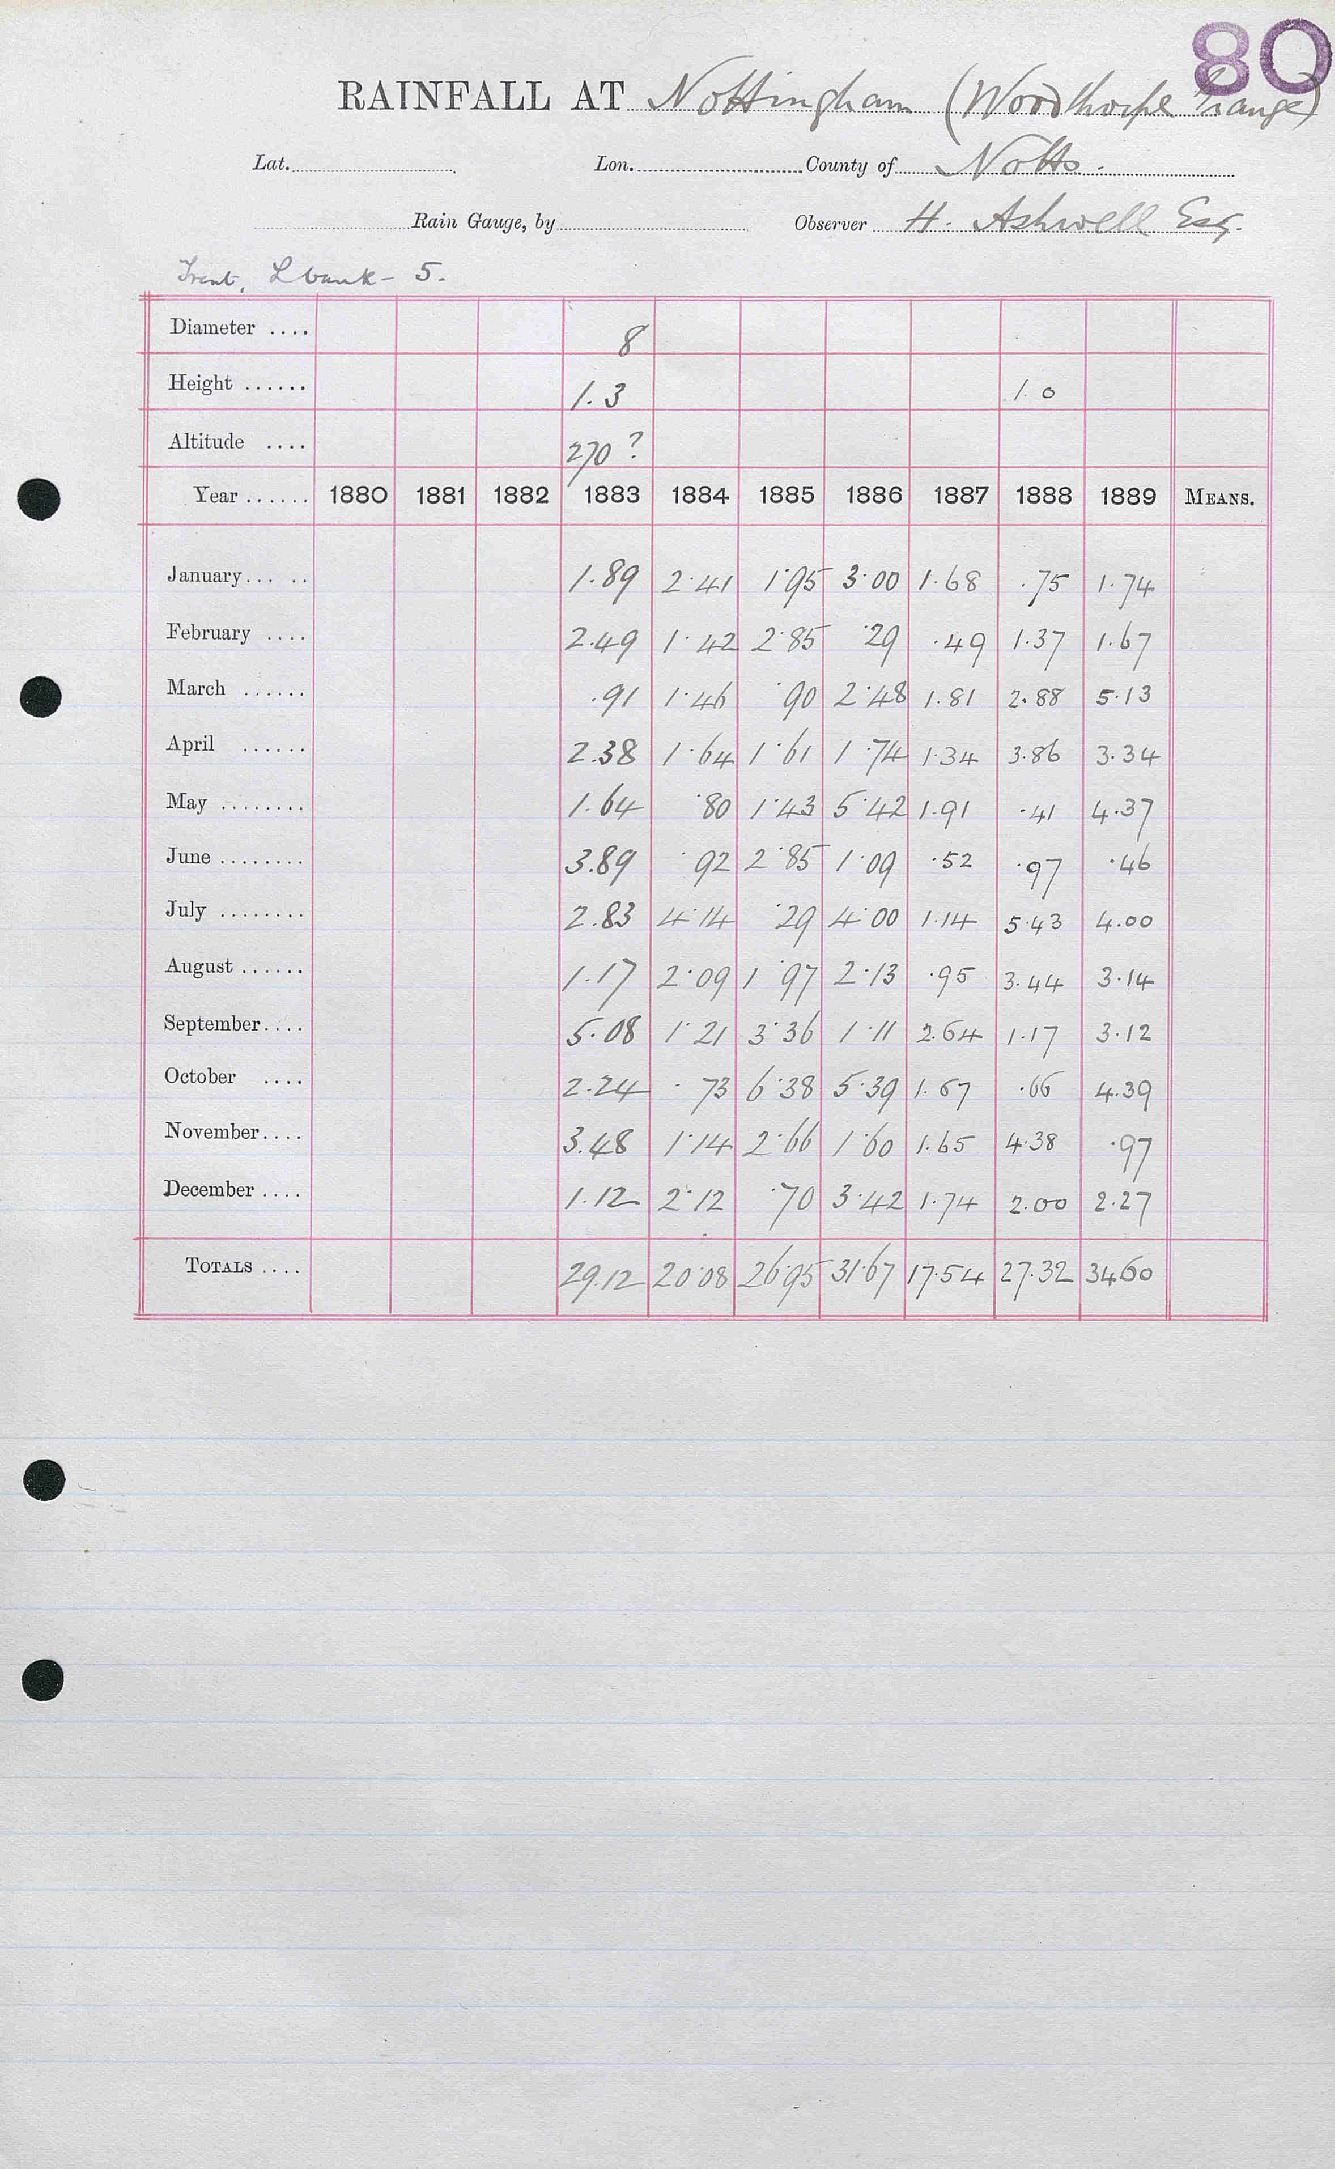 80
RAINFALL AT Nottingham (Woodthorpe Grange)
Lat. Lon. County of Notts.
Rain Gauge, by Observer H. Ashwell Esq.
Trent, L bank - 5.
Diameter .... 8
Height ...... 1.3 1.0
Altitude .... 270?
Year ...... 1880 1881 1882 1883 1884 1885 1886 1887 1888 1889 MEANS.
January... .. 1.89 2.41 1.95 3.00 1.68 .75 1.74
February .... 2.49 1.42 2.85 .29 .49 1.37 1.67
March ...... .91 1.46 .90 2.48 1.81 2.88 5.13
April ...... 2.38 1.64 1.61 1.74 1.34 3.86 3.34
May ........ 1.64 .80 1.43 5.42 1.91 .41 4.37
June ........ 3.89 .92 2.85 1.09 .52 .97 .46
July ........ 2.83 4.14 .29 4.00 1.14 5.43 4.00
August ...... 1.17 2.09 1.97 2.13 .95 3.44 3.14
September.... 5.08 1.21 3.36 1.11 2.64 1.17 3.12
October .... 2.24 .73 6.38 5.39 1.67 .66 4.39
November.... 3.48 1.14 2.66 1.60 1.65 4.38 .97
December .... 1.12 2.12 .70 3.42 1.74 2.00 2.27
TOTALS .... 29.12 20.08 26.95 31.67 17.54 27.32 34.60